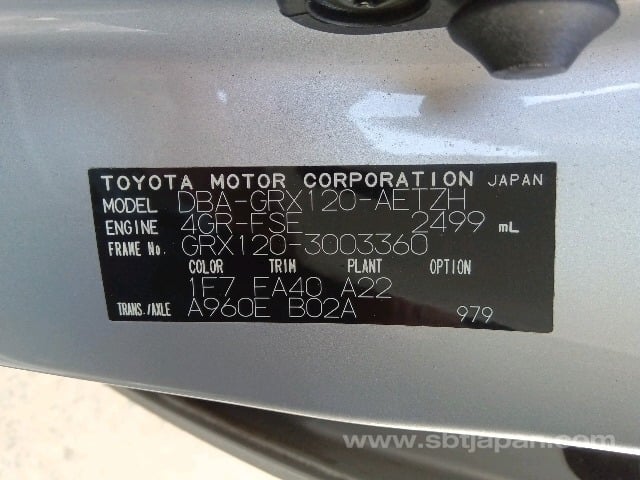 TOYOTA MOTOR CORPORATION JAPAN
MODEL DBA-GRX120-AETZH
ENGINE 4GR-FSE 2499 mL
FRAME No. GRX120-3003360
COLOR TRIM PLANT OPTION
1F7 FA40 A22
TRANS./AXLE A960E B02A 979
www.sbtjapan.com